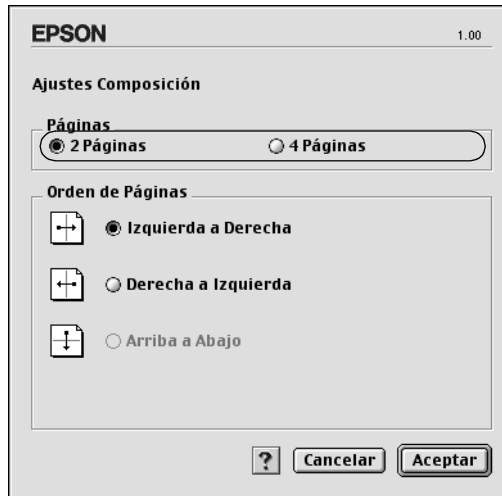 EPSON 1.00
Ajustes Composición
Páginas
2 Páginas 4 Páginas
Orden de Páginas
Izquierda a Derecha
Derecha a Izquierda
Arriba a Abajo
? Cancelar Aceptar